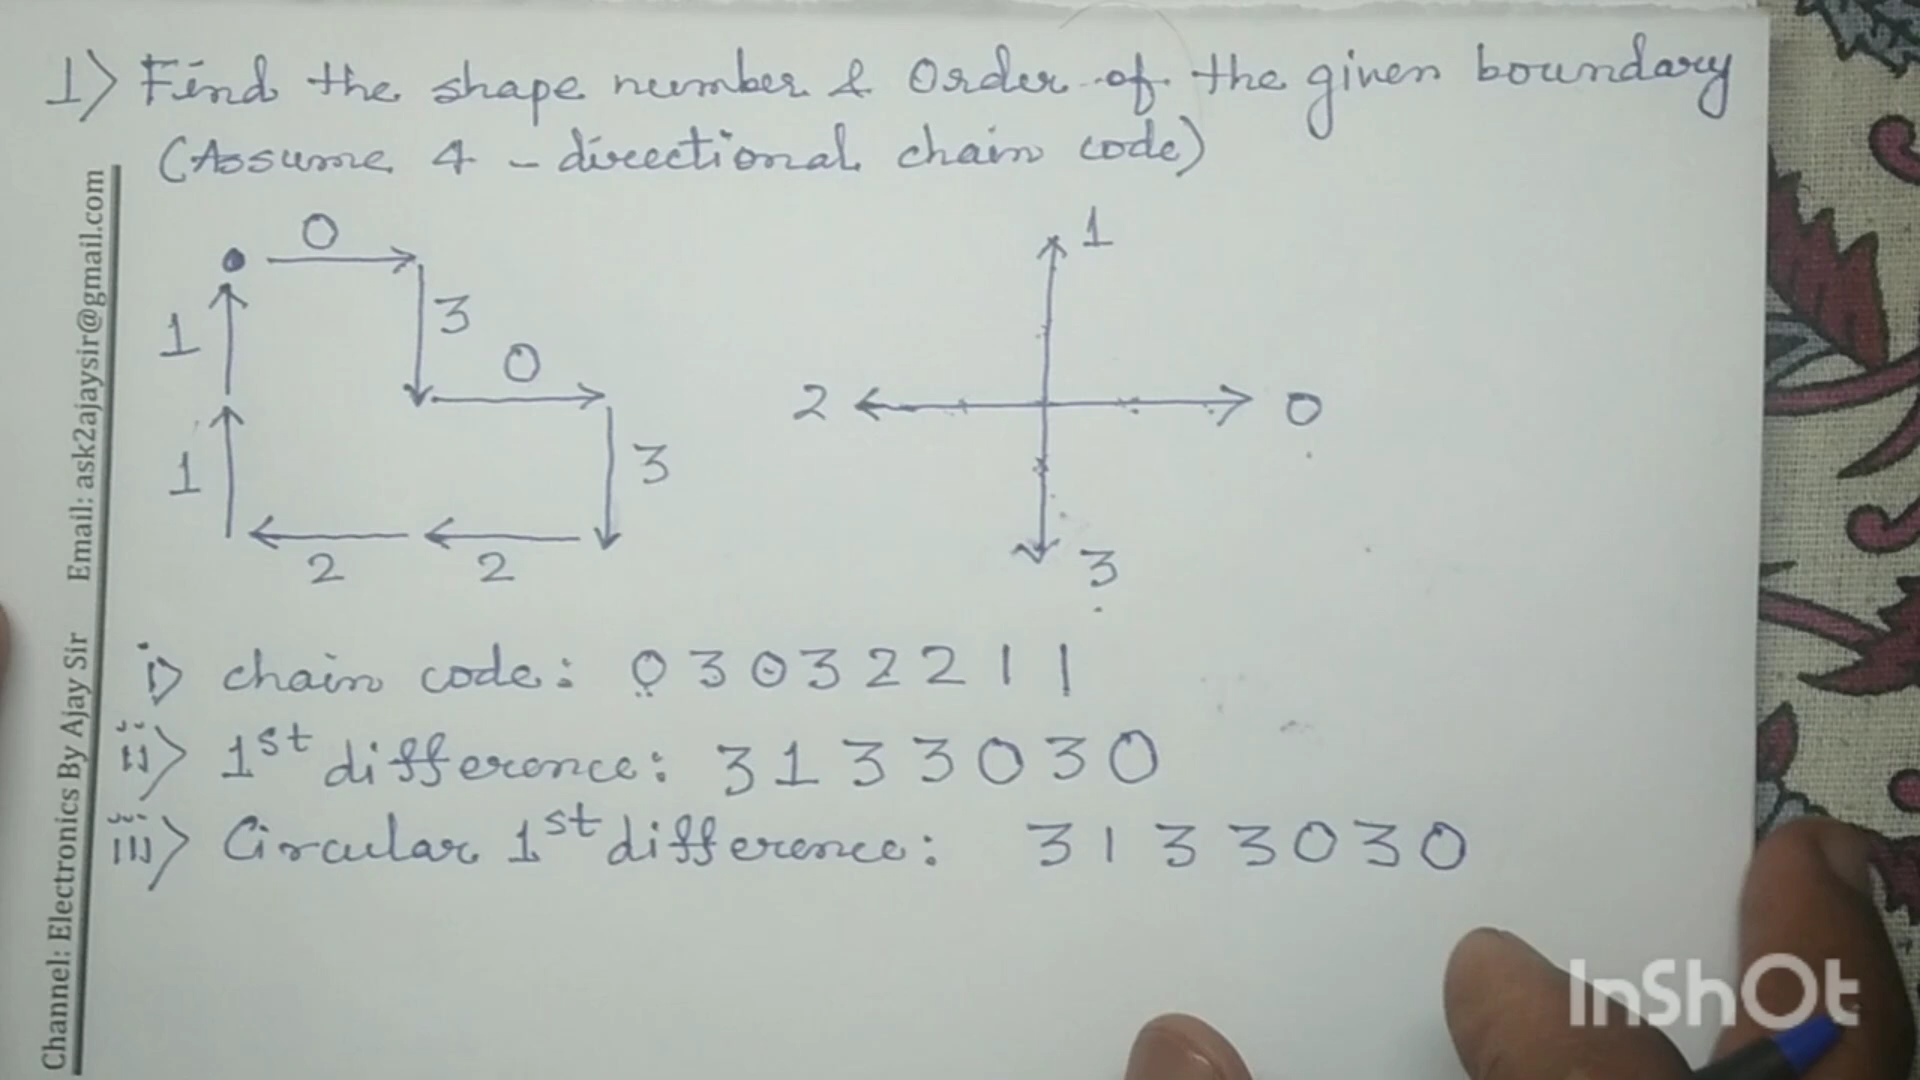 1) Find the shape number & Order of the given boundary
(Assume 4 - directional chain code)
0
1
3
0
1
3
2
2
1
2
0
3
i) chain code: 0 3 0 3 2 2 1 1
ii) 1st difference: 3 1 3 3 0 3 0
iii) Circular 1st difference: 3 1 3 3 0 3 0
Channel: Electronics By Ajay Sir Email: ask2ajaysir@gmail.com
InShOt